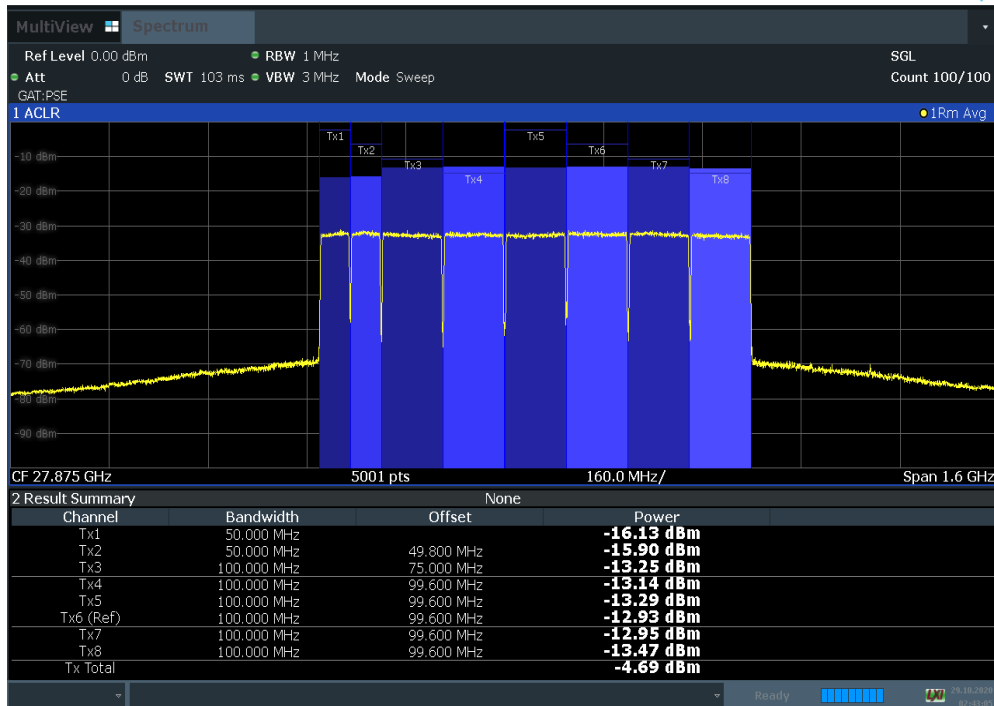 MultiView Spectrum
Ref Level 0.00 dBm RBW 1 MHz SGL
Att 0 dB SWT 103 ms VBW 3 MHz Mode Sweep Count 100/100
GAT:PSE
1 ACLR 1Rm Avg
Tx1 Tx5
Tx2 Tx6
-10 dBm Tx3 Tx7
Tx4 Tx8
-20 dBm
-30 dBm
-40 dBm
-50 dBm
-60 dBm
-70 dBm
-80 dBm
-90 dBm
CF 27.875 GHz 5001 pts 160.0 MHz/ Span 1.6 GHz
2 Result Summary None
Channel Bandwidth Offset Power
Tx1 50.000 MHz -16.13 dBm
Tx2 50.000 MHz 49.800 MHz -15.90 dBm
Tx3 100.000 MHz 75.000 MHz -13.25 dBm
Tx4 100.000 MHz 99.600 MHz -13.14 dBm
Tx5 100.000 MHz 99.600 MHz -13.29 dBm
Tx6 (Ref) 100.000 MHz 99.600 MHz -12.93 dBm
Tx7 100.000 MHz 99.600 MHz -12.95 dBm
Tx8 100.000 MHz 99.600 MHz -13.47 dBm
Tx Total -4.69 dBm
Ready LXI 29.10.2020
02:43:05